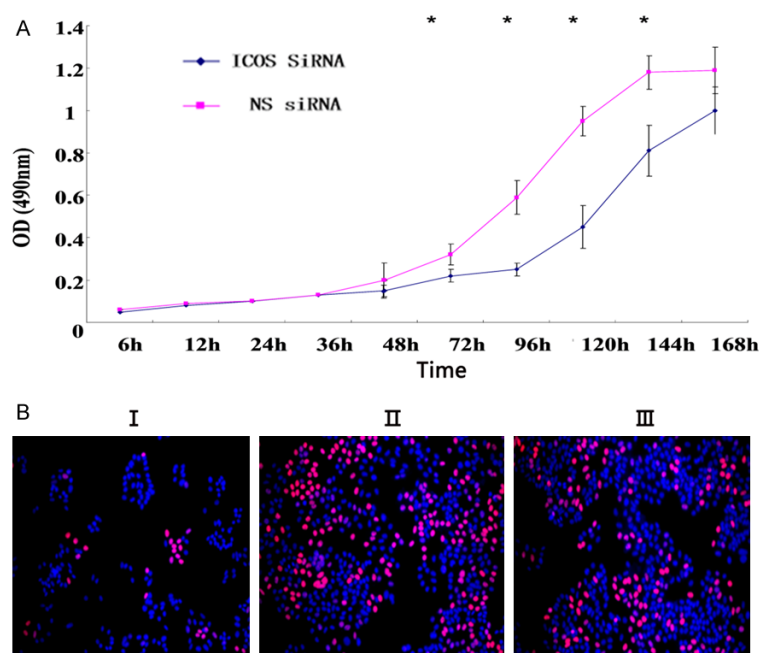 A
* * * *
1.4
1.2
1
0.8
0.6
0.4
0.2
0
OD (490nm)
ICOS SiRNA
NS siRNA
6h 12h 24h 36h 48h 72h 96h 120h 144h 168h
Time
B
I II III